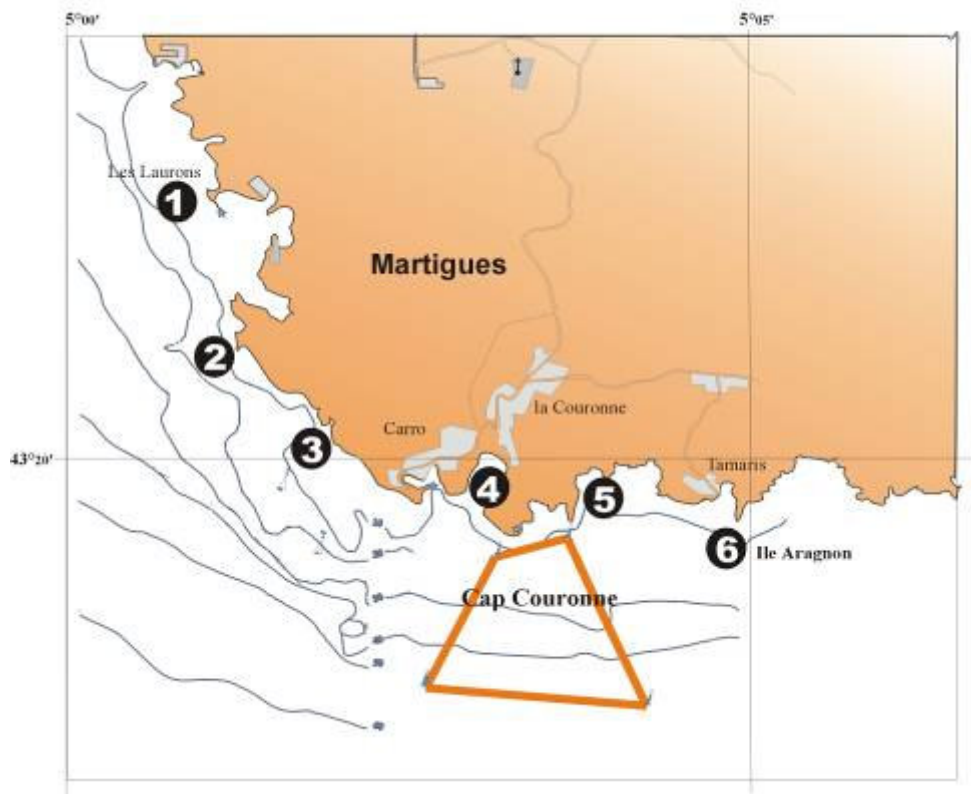 5°00'
5°05'
Les Laurons
1
Martigues
2
la Couronne
Carro
3
43°20'
Tamaris
4
5
6
Ile Aragnon
Cap Couronne